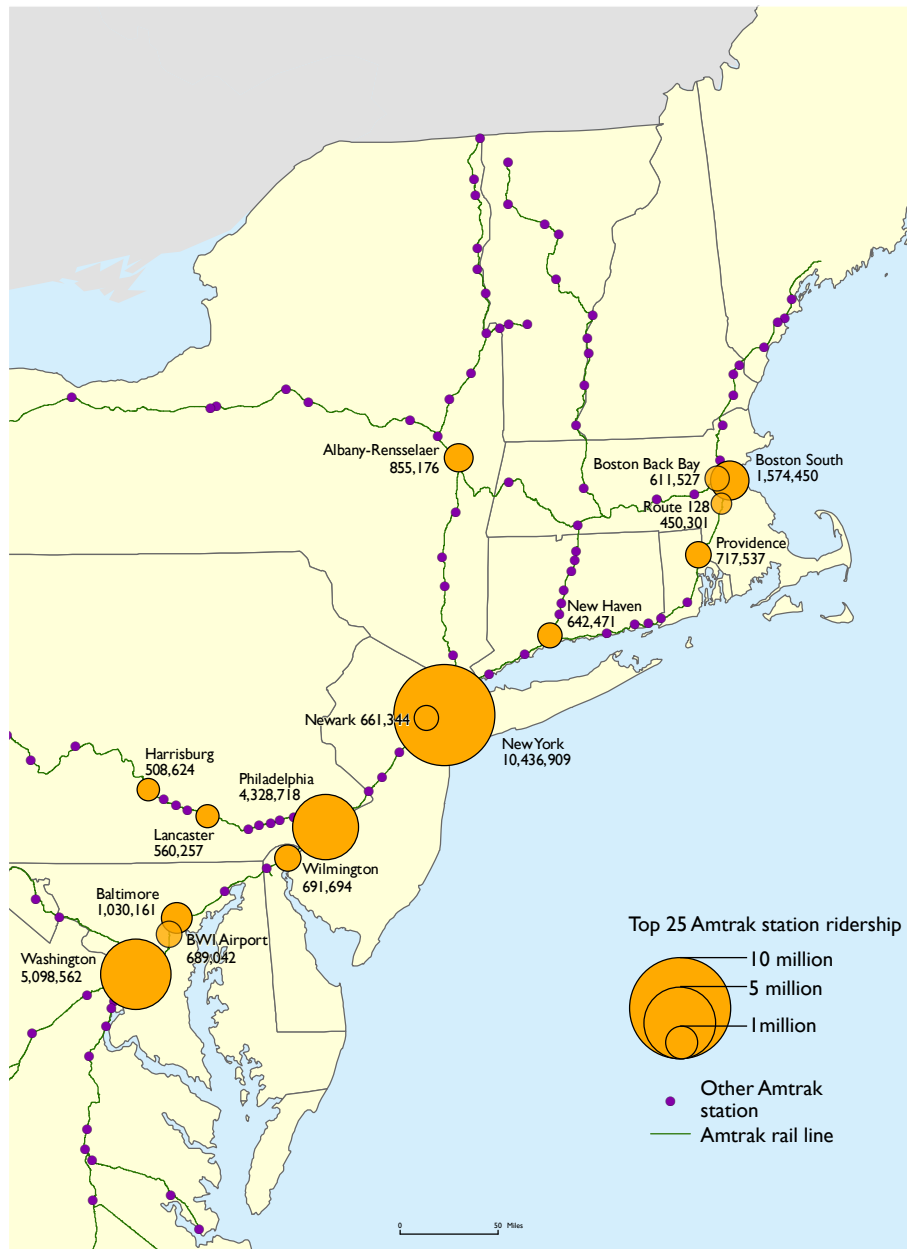 Albany-Rensselaer
855,176
Boston Back Bay
611,527
Boston South
1,574,450
Route 128
450,301
Providence
717,537
New Haven
642,471
Newark 661,344
New York
10,436,909
Harrisburg
508,624
Philadelphia
4,328,718
Lancaster
560,257
Wilmington
691,694
Baltimore
1,030,161
BWI Airport
689,042
Washington
5,098,562
Top 25 Amtrak station ridership
10 million
5 million
1million
Other Amtrak
station
Amtrak rail line
0 50 Miles